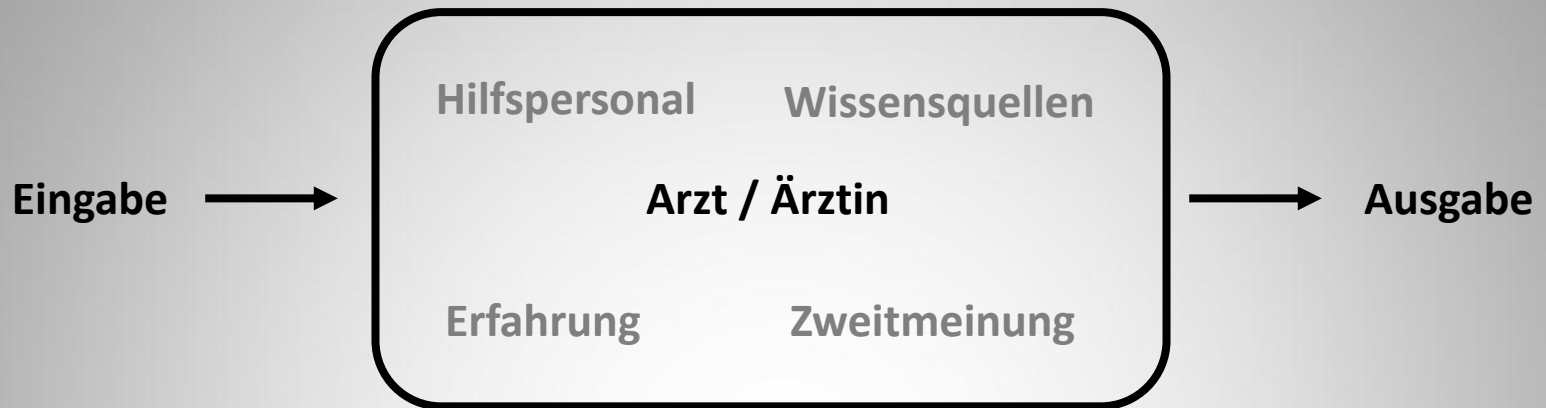 Hilfspersonal Wissensquellen
Eingabe Arzt / Ärztin Ausgabe
Erfahrung Zweitmeinung